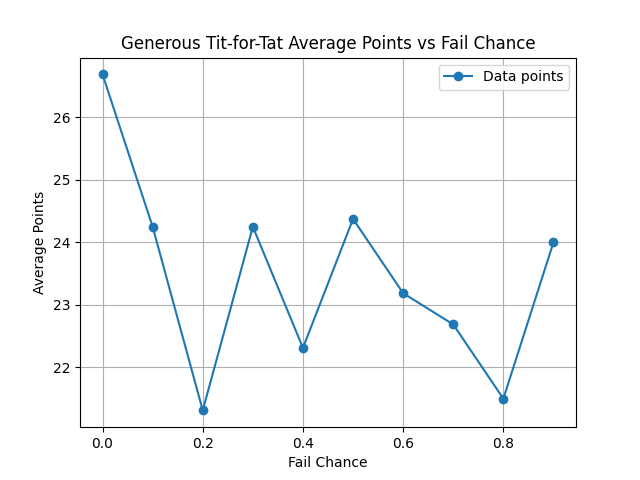 Generous Tit-for-Tat Average Points vs Fail Chance
Data points
26
25
24
23
22
Average Points
0.0 0.2 0.4 0.6 0.8
Fail Chance